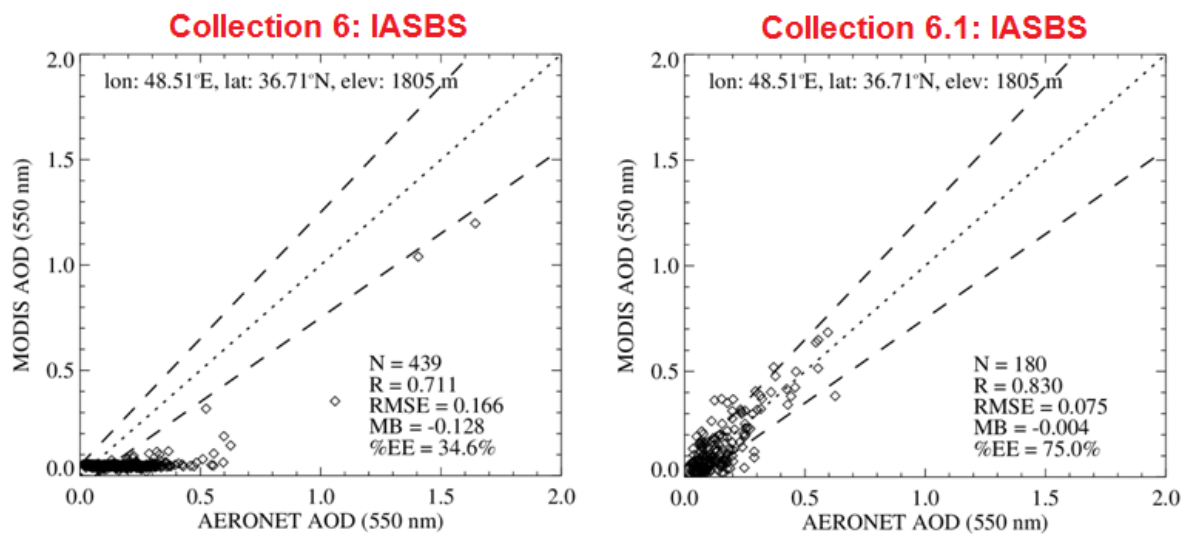 Collection 6: IASBS
2.0
lon: 48.51°E, lat: 36.71°N, elev: 1805 m
1.5
1.0
0.5
0.0
MODIS AOD (550 nm)
N = 439
R = 0.711
RMSE = 0.166
MB = -0.128
%EE = 34.6%
0.0 0.5 1.0 1.5 2.0
AERONET AOD (550 nm)
Collection 6.1: IASBS
2.0
lon: 48.51°E, lat: 36.71°N, elev: 1805 m
1.5
1.0
0.5
0.0
MODIS AOD (550 nm)
N = 180
R = 0.830
RMSE = 0.075
MB = -0.004
%EE = 75.0%
0.0 0.5 1.0 1.5 2.0
AERONET AOD (550 nm)